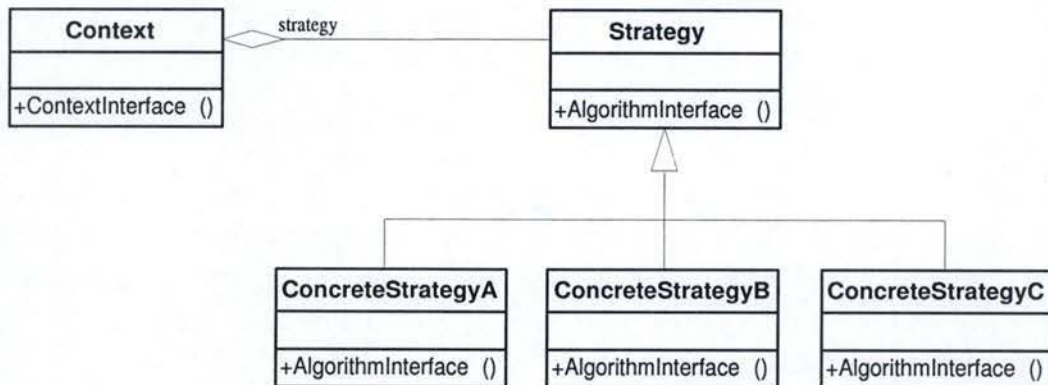 Context
strategy
Strategy
+ContextInterface ()
+AlgorithmInterface ()
ConcreteStrategyA
ConcreteStrategyB
ConcreteStrategyC
+AlgorithmInterface ()
+AlgorithmInterface ()
+AlgorithmInterface ()